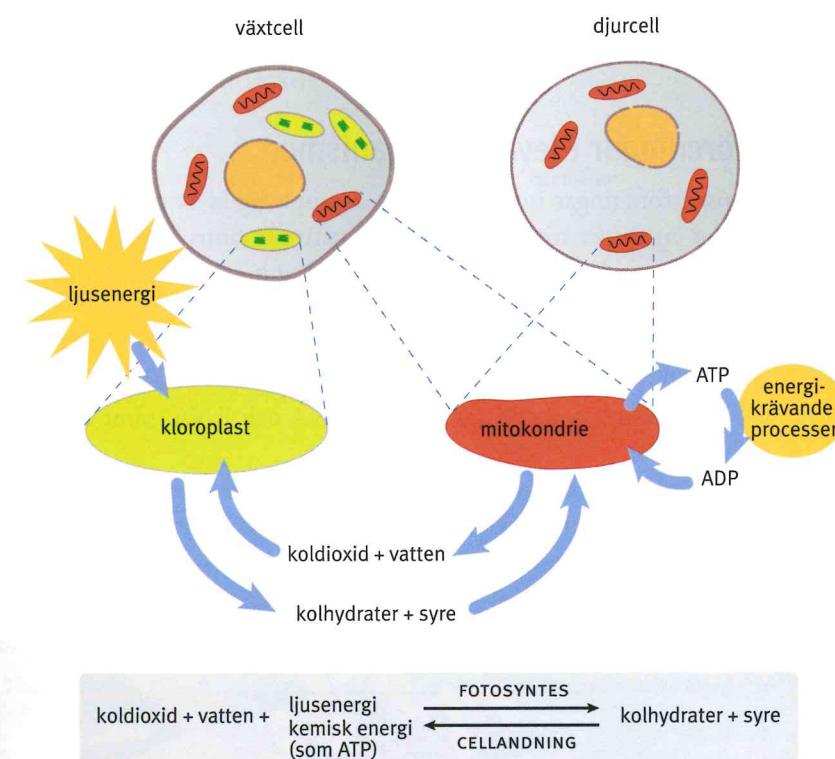 växtcell
djurcell
ljusenergi
kloroplast
mitokondrie
ATP
energi-
krävande
processer
ADP
koldioxid + vatten
kolhydrater + syre
koldioxid + vatten +
ljusenergi
kemisk energi
(som ATP)
FOTOSYNTES
CELLANDNING
kolhydrater + syre